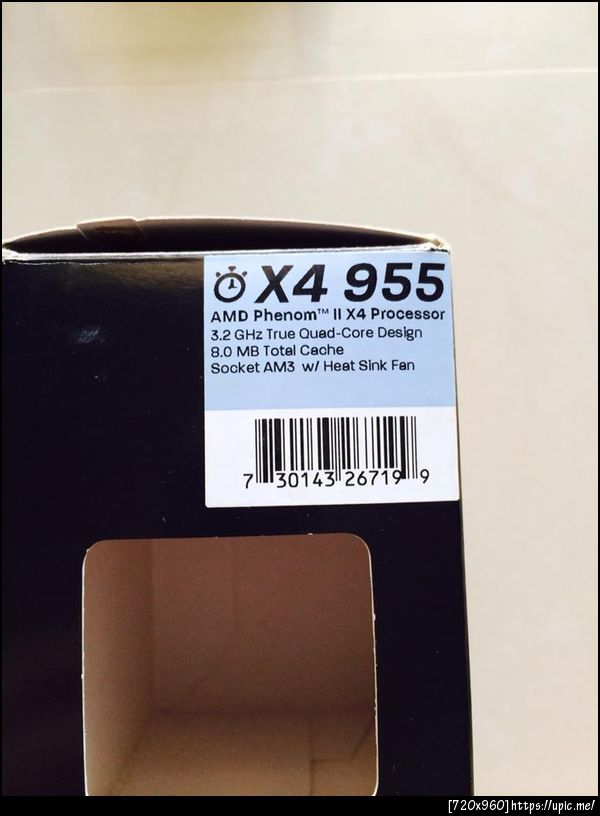 X4 955
AMD Phenom™ II X4 Processor
3.2 GHz True Quad-Core Design
8.0 MB Total Cache
Socket AM3 w/ Heat Sink Fan
7 30143 26719 9
[720x960]https://upic.me/